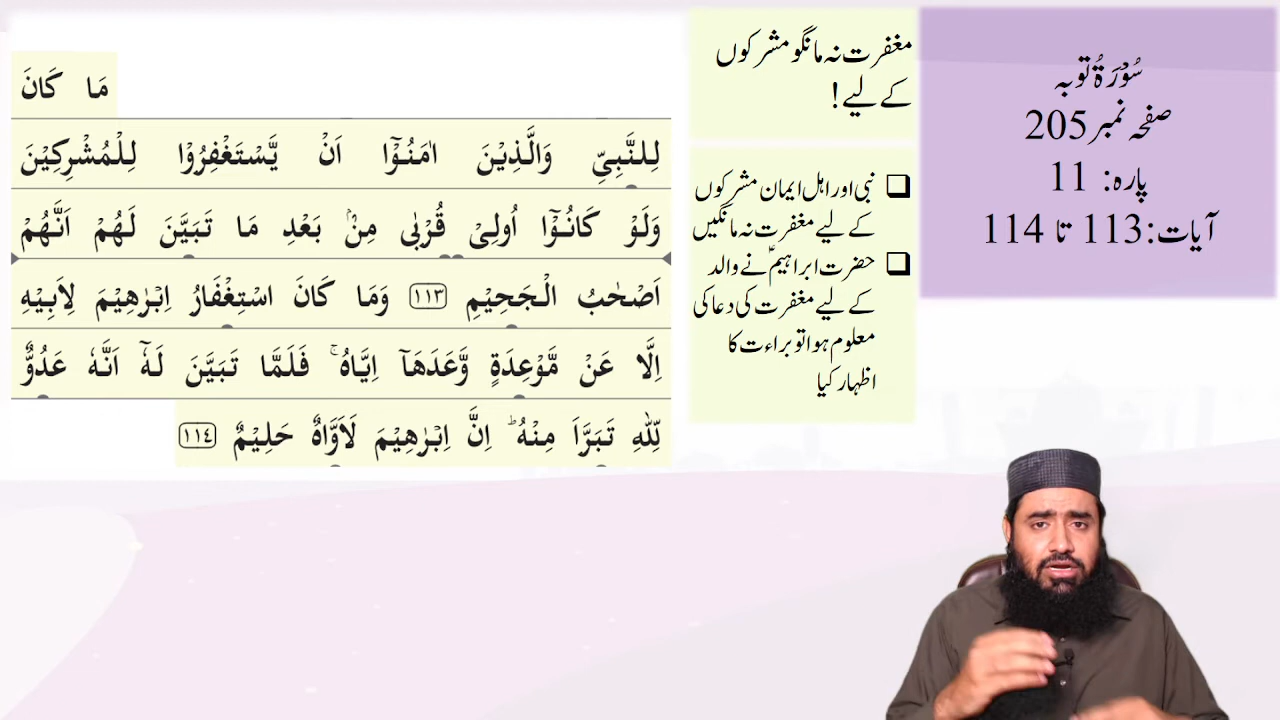 سُوْرَۃُ توبہ
صفحہ نمبر 205
پارہ: 11
آیات: 113 تا 114
مغفرت نہ مانگو مشرکوں
کے لیے!
❑ نبی اور اہل ایمان مشرکوں
کے لیے مغفرت نہ مانگیں
❑ حضرت ابراہیمؑ نے والد
کے لیے مغفرت کی دعا کی
معلوم ہوا تو براءت کا
اظہار کیا
مَا كَانَ
لِلنَّبِيِّ وَالَّذِيْنَ اٰمَنُوْۤا اَنْ يَّسْتَغْفِرُوْا لِلْمُشْرِكِيْنَ
وَلَوْ كَانُوْۤا اُولِيْ قُرْبٰى مِنْۢ بَعْدِ مَا تَبَيَّنَ لَهُمْ اَنَّهُمْ
اَصْحٰبُ الْجَحِيْمِ ١١٣ وَمَا كَانَ اسْتِغْفَارُ اِبْرٰهِيْمَ لِاَبِيْهِ
اِلَّا عَنْ مَّوْعِدَةٍ وَّعَدَهَاۤ اِيَّاهُ ۚ فَلَمَّا تَبَيَّنَ لَهٗۤ اَنَّهٗ عَدُوٌّ
لِّلّٰهِ تَبَرَّاَ مِنْهُ ؕ اِنَّ اِبْرٰهِيْمَ لَاَوَّاهٌ حَلِيْمٌ ١١٤